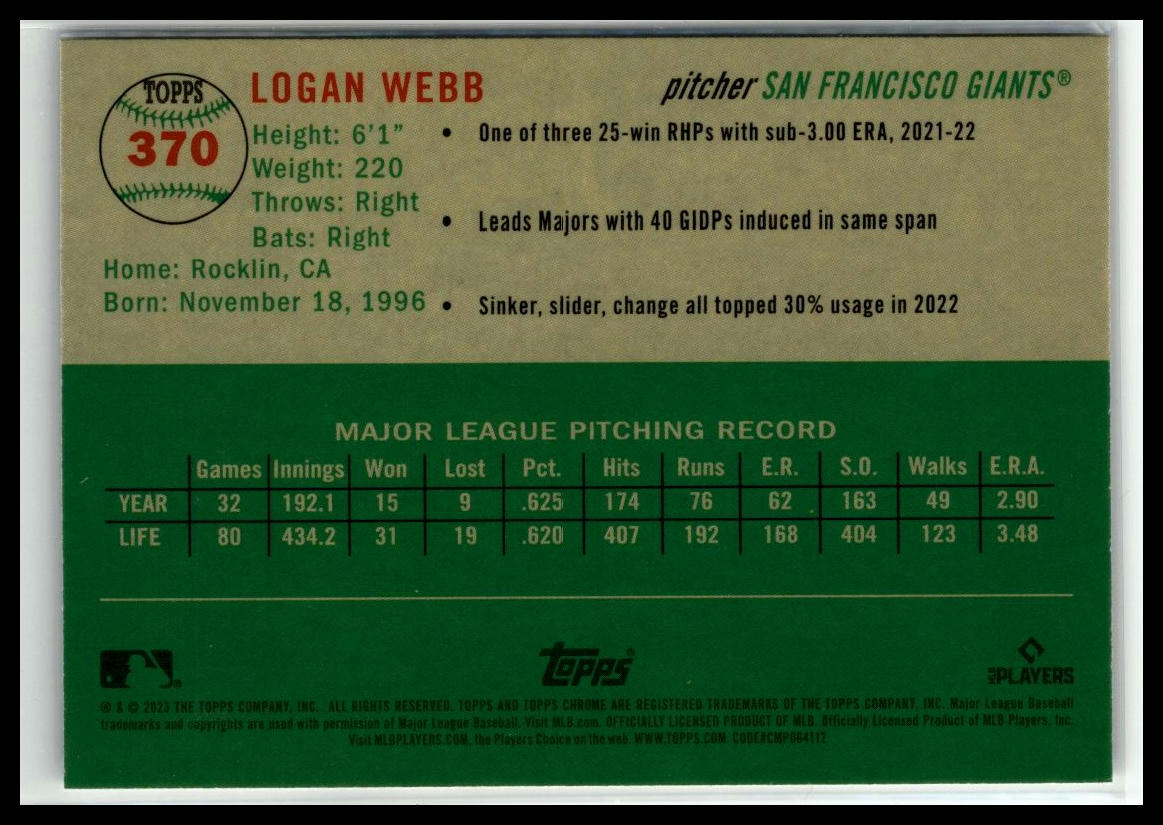 TOPPS
370
LOGAN WEBB
pitcher SAN FRANCISCO GIANTS®
Height: 6'1"
Weight: 220
Throws: Right
Bats: Right
Home: Rocklin, CA
Born: November 18, 1996
• One of three 25-win RHPs with sub-3.00 ERA, 2021-22
• Leads Majors with 40 GIDPs induced in same span
• Sinker, slider, change all topped 30% usage in 2022
MAJOR LEAGUE PITCHING RECORD
Games Innings Won Lost Pct. Hits Runs E.R. S.O. Walks E.R.A.
YEAR 32 192.1 15 9 .625 174 76 62 163 49 2.90
LIFE 80 434.2 31 19 .620 407 192 168 404 123 3.48
topps®
MLB PLAYERS
® & © 2023 THE TOPPS COMPANY, INC. ALL RIGHTS RESERVED. TOPPS AND TOPPS CHROME ARE REGISTERED TRADEMARKS OF THE TOPPS COMPANY, INC. Major League Baseball
trademarks and copyrights are used with permission of Major League Baseball. Visit MLB.com. OFFICIALLY LICENSED PRODUCT OF MLB. Officially Licensed Product of MLB Players, Inc.
Visit MLBPLAYERS.COM, the Players Choice on the web. WWW.TOPPS.COM. CODE#CMP084112